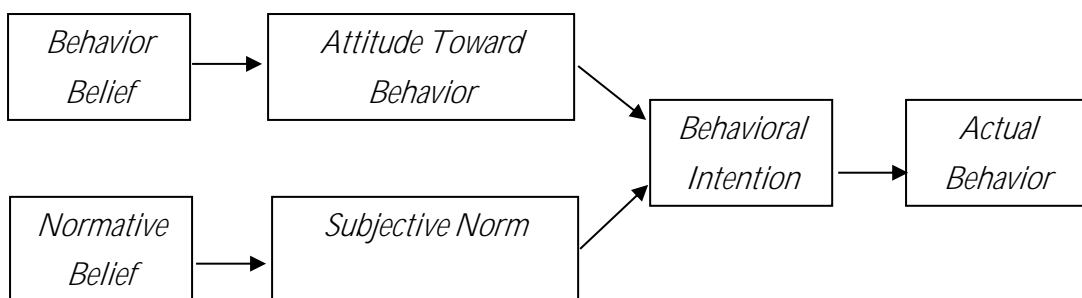 Behavior
Belief
Attitude Toward
Behavior
Behavioral
Intention
Actual
Behavior
Normative
Belief
Subjective Norm